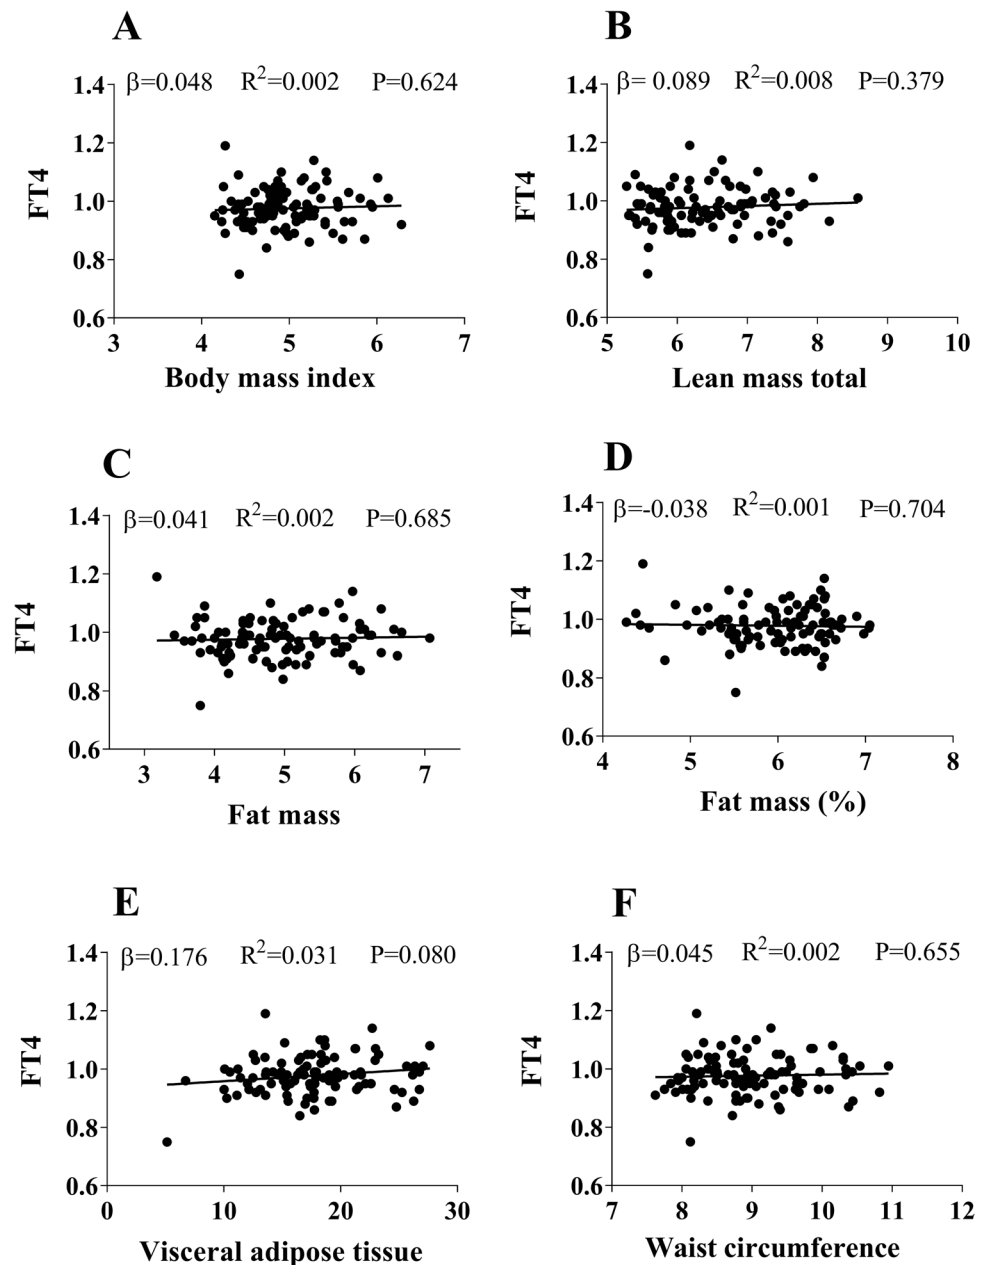 A
β=0.048 R²=0.002 P=0.624
1.4
1.2
1.0
0.8
0.6
FT4
3 4 5 6 7
Body mass index
B
β= 0.089 R²=0.008 P=0.379
1.4
1.2
1.0
0.8
0.6
FT4
5 6 7 8 9 10
Lean mass total
C
β=0.041 R²=0.002 P=0.685
1.4
1.2
1.0
0.8
0.6
FT4
3 4 5 6 7
Fat mass
D
β=-0.038 R²=0.001 P=0.704
1.4
1.2
1.0
0.8
0.6
FT4
4 5 6 7 8
Fat mass (%)
E
β=0.176 R²=0.031 P=0.080
1.4
1.2
1.0
0.8
0.6
FT4
0 10 20 30
Visceral adipose tissue
F
β=0.045 R²=0.002 P=0.655
1.4
1.2
1.0
0.8
0.6
FT4
7 8 9 10 11 12
Waist circumference